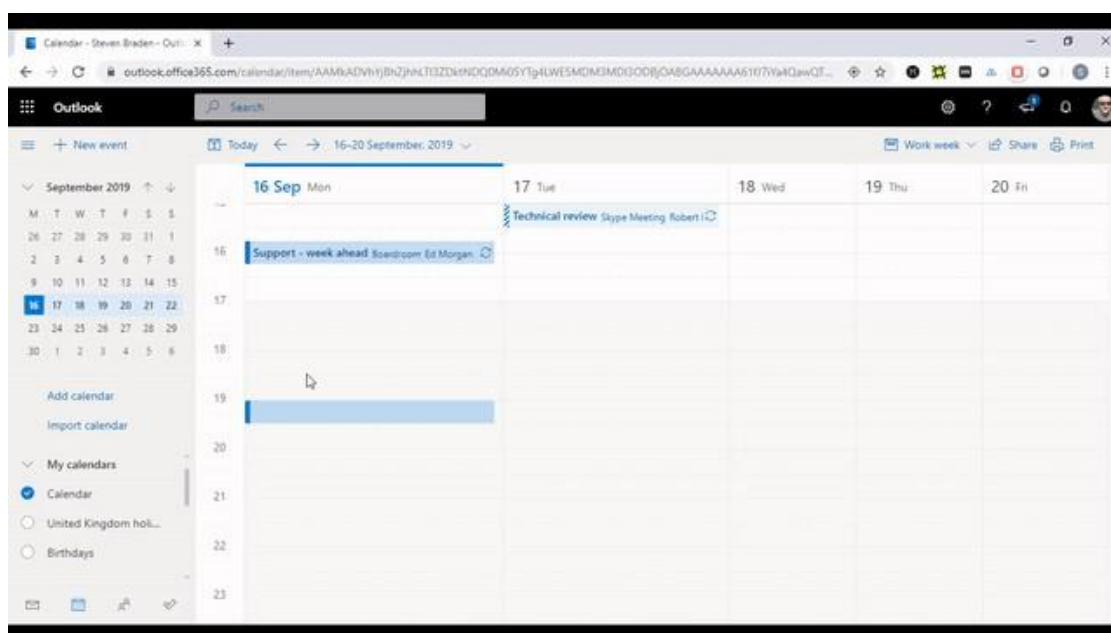 Calendar - Steven Braden - Outl
Outlook
Search
New event
Today
16–20 September, 2019
Work week
Share
Print
September 2019
M T W T F S S
26 27 28 29 30 31 1
2 3 4 5 6 7 8
9 10 11 12 13 14 15
16 17 18 19 20 21 22
23 24 25 26 27 28 29
30 1 2 3 4 5 6
Add calendar
Import calendar
My calendars
Calendar
United Kingdom holi...
Birthdays
16 Sep Mon
17 Tue
18 Wed
19 Thu
20 Fri
Technical review Skype Meeting Robert
16
Support - week ahead Boardroom Ed Morgan
17
18
19
20
21
22
23